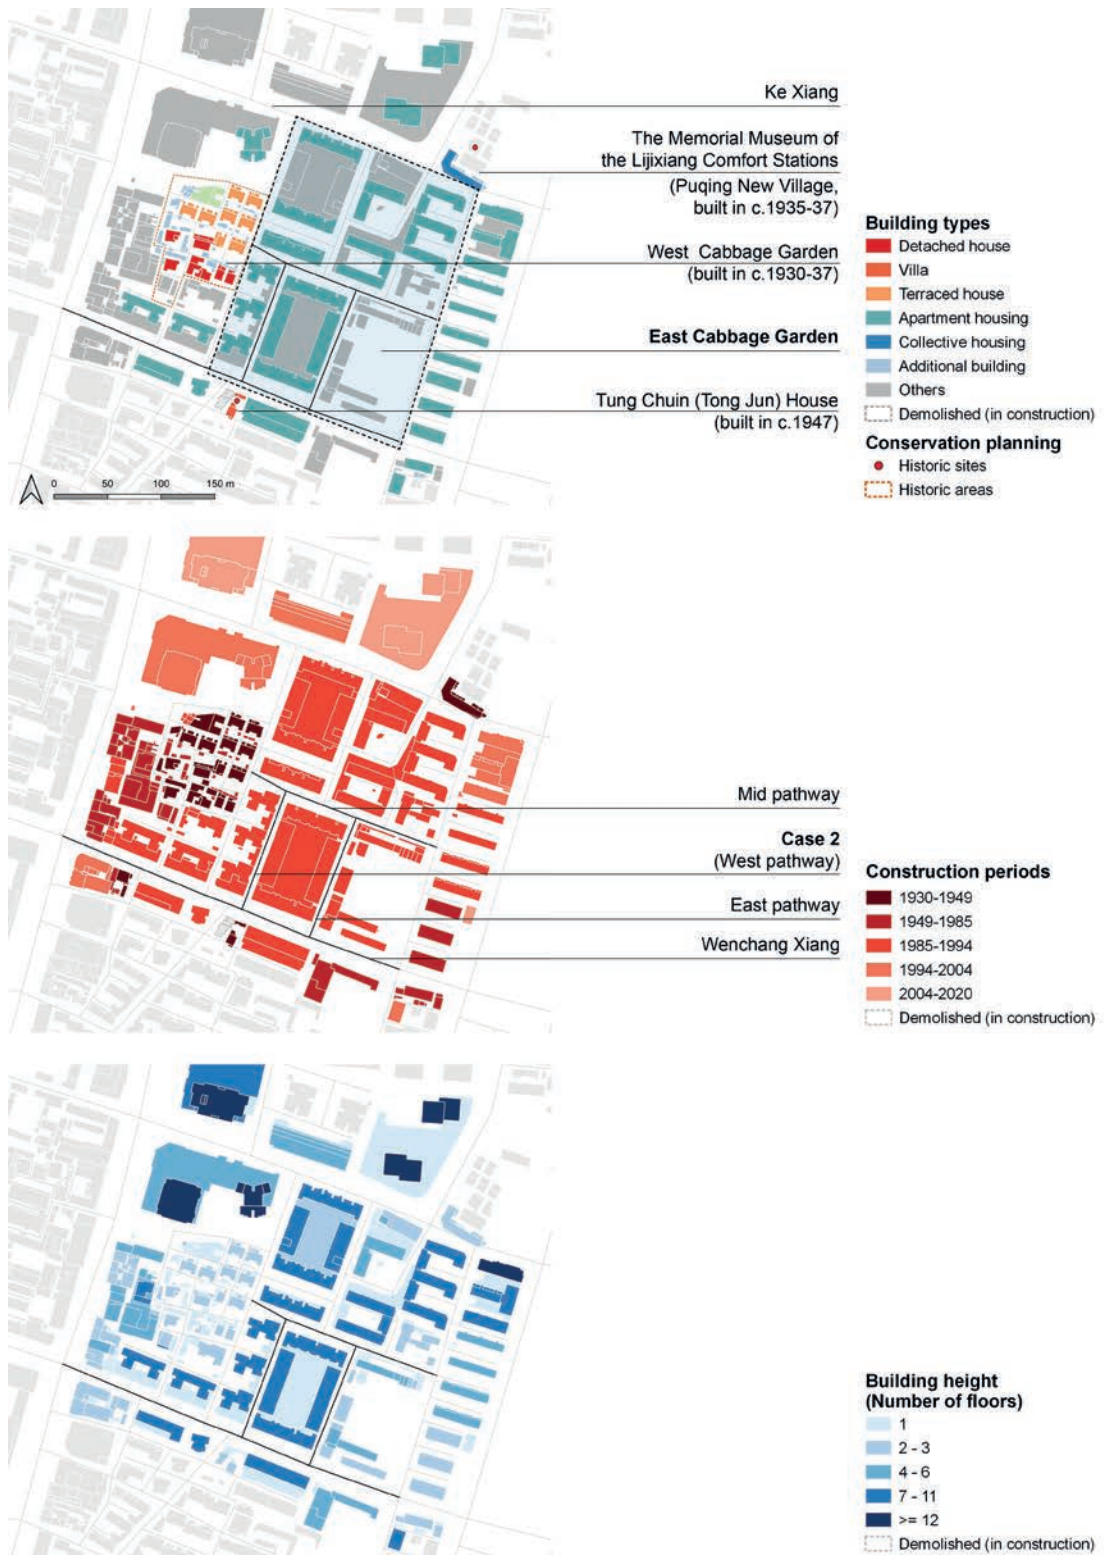 Ke Xiang
The Memorial Museum of
the Lijixiang Comfort Stations
(Puqing New Village,
built in c.1935-37)
West Cabbage Garden
(built in c.1930-37)
East Cabbage Garden
Tung Chuin (Tong Jun) House
(built in c.1947)
Building types
Detached house
Villa
Terraced house
Apartment housing
Collective housing
Additional building
Others
Demolished (in construction)
Conservation planning
Historic sites
Historic areas
0 50 100 150 m
Mid pathway
Case 2
(West pathway)
East pathway
Wenchang Xiang
Construction periods
1930-1949
1949-1985
1985-1994
1994-2004
2004-2020
Demolished (in construction)
Building height
(Number of floors)
1
2 - 3
4 - 6
7 - 11
>= 12
Demolished (in construction)